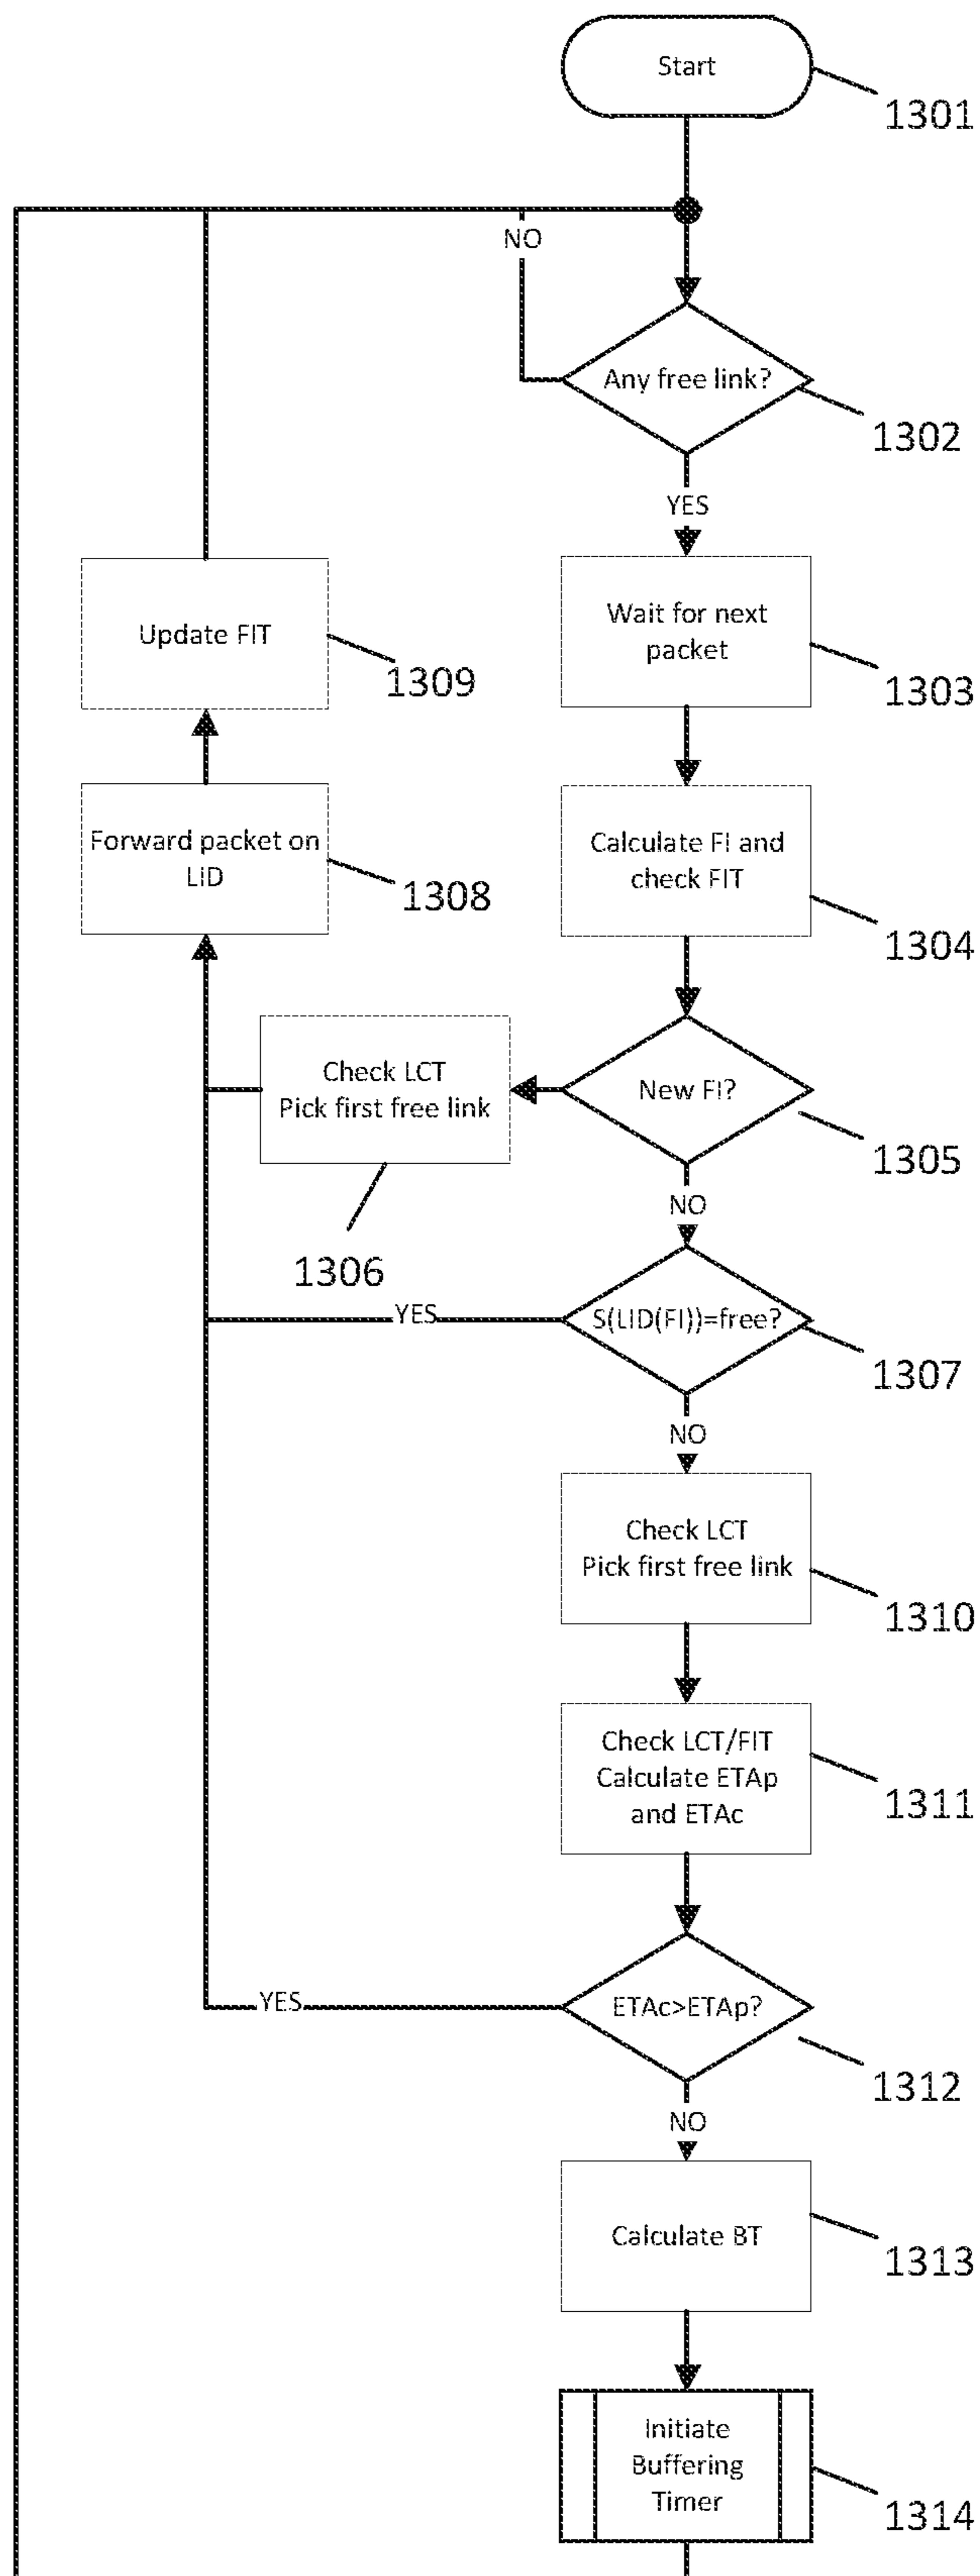 Start
1301
NO
Any free link?
1302
YES
Wait for next
packet
1303
Update FIT
1309
Calculate FI and
check FIT
1304
Forward packet on
LID
1308
New FI?
1305
Check LCT
Pick first free link
1306
NO
S(LID(FI))=free?
1307
YES
NO
Check LCT
Pick first free link
1310
Check LCT/FIT
Calculate ETAp
and ETAc
1311
ETAc>ETAp?
1312
YES
NO
Calculate BT
1313
Initiate
Buffering
Timer
1314